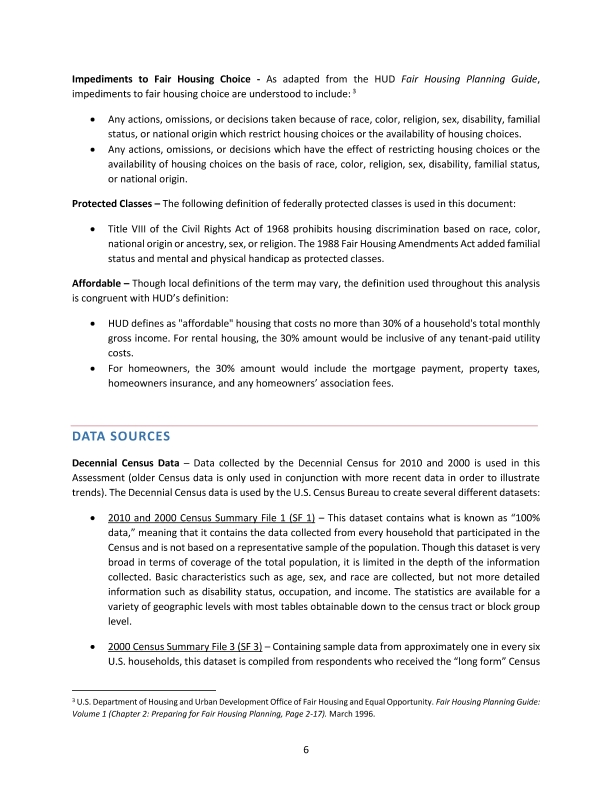 Impediments to Fair Housing Choice - As adapted from the HUD Fair Housing Planning Guide,
impediments to fair housing choice are understood to include: 3
• Any actions, omissions, or decisions taken because of race, color, religion, sex, disability, familial
status, or national origin which restrict housing choices or the availability of housing choices.
• Any actions, omissions, or decisions which have the effect of restricting housing choices or the
availability of housing choices on the basis of race, color, religion, sex, disability, familial status,
or national origin.
Protected Classes – The following definition of federally protected classes is used in this document:
• Title VIII of the Civil Rights Act of 1968 prohibits housing discrimination based on race, color,
national origin or ancestry, sex, or religion. The 1988 Fair Housing Amendments Act added familial
status and mental and physical handicap as protected classes.
Affordable – Though local definitions of the term may vary, the definition used throughout this analysis
is congruent with HUD’s definition:
• HUD defines as "affordable" housing that costs no more than 30% of a household's total monthly
gross income. For rental housing, the 30% amount would be inclusive of any tenant-paid utility
costs.
• For homeowners, the 30% amount would include the mortgage payment, property taxes,
homeowners insurance, and any homeowners’ association fees.
DATA SOURCES
Decennial Census Data – Data collected by the Decennial Census for 2010 and 2000 is used in this
Assessment (older Census data is only used in conjunction with more recent data in order to illustrate
trends). The Decennial Census data is used by the U.S. Census Bureau to create several different datasets:
• 2010 and 2000 Census Summary File 1 (SF 1) – This dataset contains what is known as “100%
data,” meaning that it contains the data collected from every household that participated in the
Census and is not based on a representative sample of the population. Though this dataset is very
broad in terms of coverage of the total population, it is limited in the depth of the information
collected. Basic characteristics such as age, sex, and race are collected, but not more detailed
information such as disability status, occupation, and income. The statistics are available for a
variety of geographic levels with most tables obtainable down to the census tract or block group
level.
• 2000 Census Summary File 3 (SF 3) – Containing sample data from approximately one in every six
U.S. households, this dataset is compiled from respondents who received the “long form” Census
3 U.S. Department of Housing and Urban Development Office of Fair Housing and Equal Opportunity. Fair Housing Planning Guide:
Volume 1 (Chapter 2: Preparing for Fair Housing Planning, Page 2-17). March 1996.
6